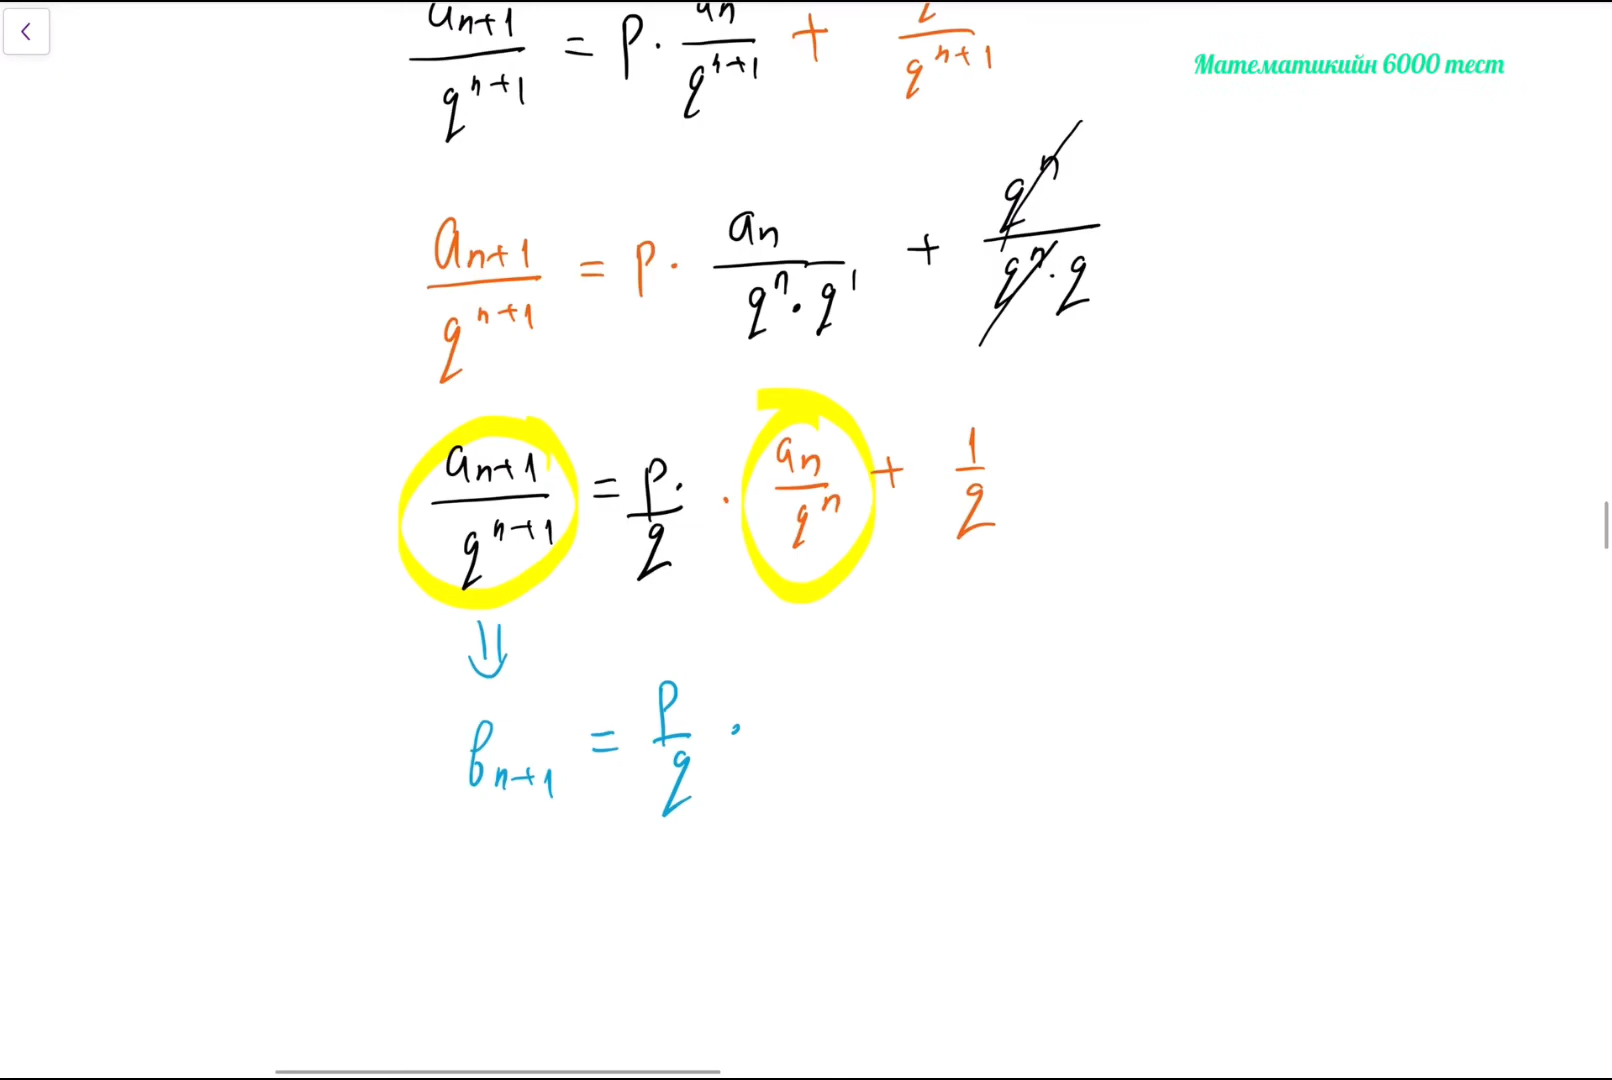 Математикийн 6000 тест
a_{n+1}/q^{n+1} = p · a_n/q^{n+1} + /q^{n+1}
a_{n+1}/q^{n+1} = p · a_n/(q^n · q^1) + q^n/(q^n · q)
a_{n+1}/q^{n+1} = p·/q · a_n/q^n + 1/q
⇓
b_{n+1} = p/q ·